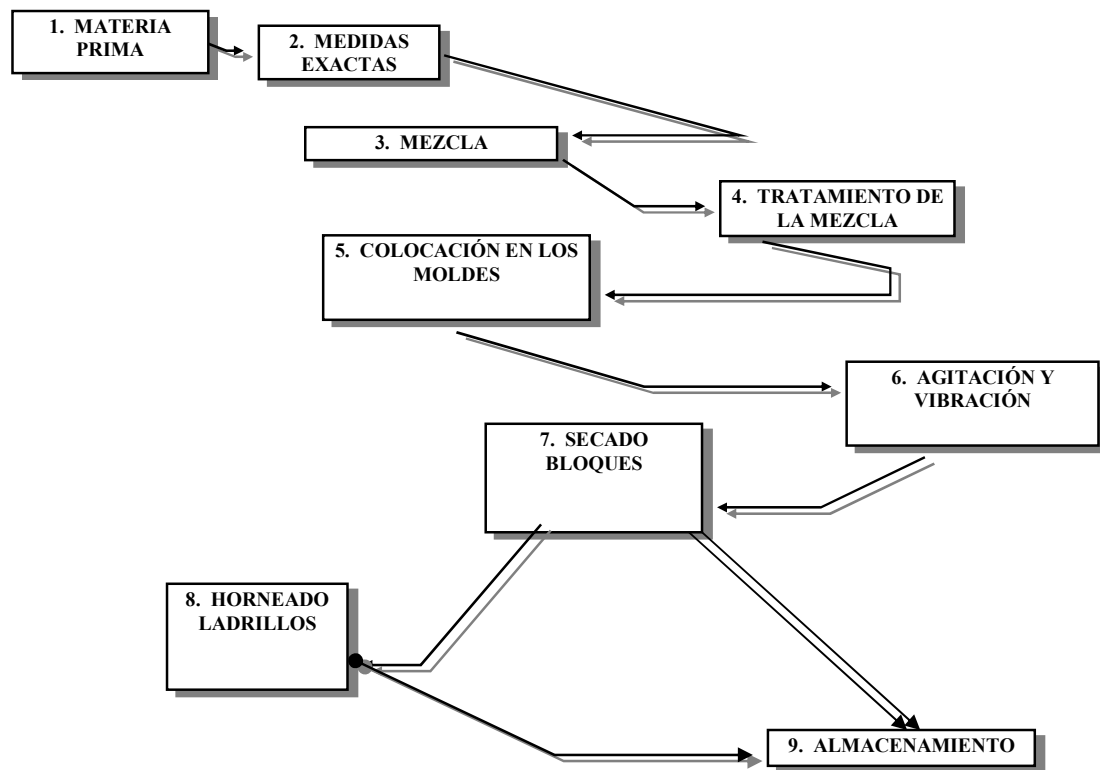 1. MATERIA
PRIMA
2. MEDIDAS
EXACTAS
3. MEZCLA
4. TRATAMIENTO DE
LA MEZCLA
5. COLOCACIÓN EN LOS
MOLDES
6. AGITACIÓN Y
VIBRACIÓN
7. SECADO
BLOQUES
8. HORNEADO
LADRILLOS
9. ALMACENAMIENTO